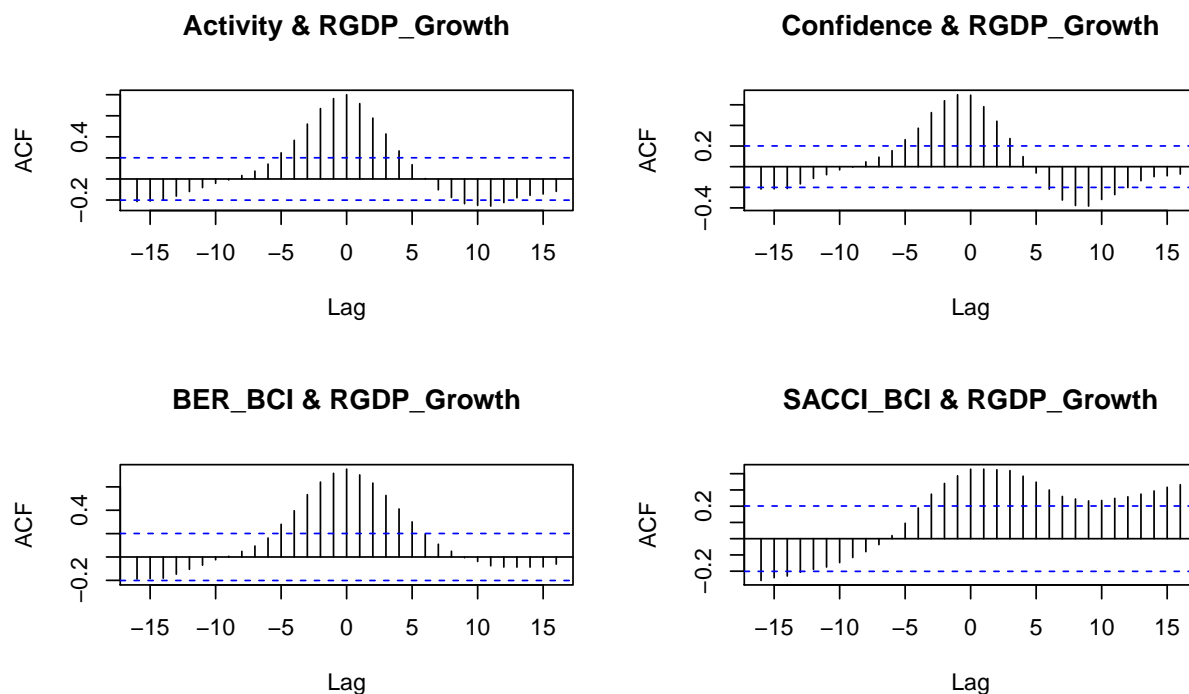 Activity & RGDP_Growth
ACF
0.4
−0.2
−15 −10 −5 0 5 10 15
Lag
Confidence & RGDP_Growth
ACF
0.2
−0.4
−15 −10 −5 0 5 10 15
Lag
BER_BCI & RGDP_Growth
ACF
0.4
−0.2
−15 −10 −5 0 5 10 15
Lag
SACCI_BCI & RGDP_Growth
ACF
0.2
−0.2
−15 −10 −5 0 5 10 15
Lag